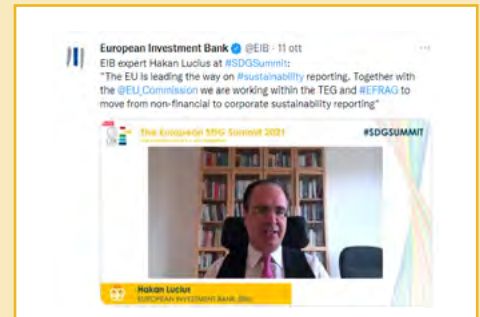 European Investment Bank @EIB · 11 ott
EIB expert Hakan Lucius at #SDGSummit:
"The EU is leading the way on #sustainability reporting. Together with
the @EU_Commission we are working within the TEG and #EFRAG to
move from non-financial to corporate sustainability reporting"
The European SDG Summit 2021
#SDGSUMMIT
Hakan Lucius
EUROPEAN INVESTMENT BANK (EIB)